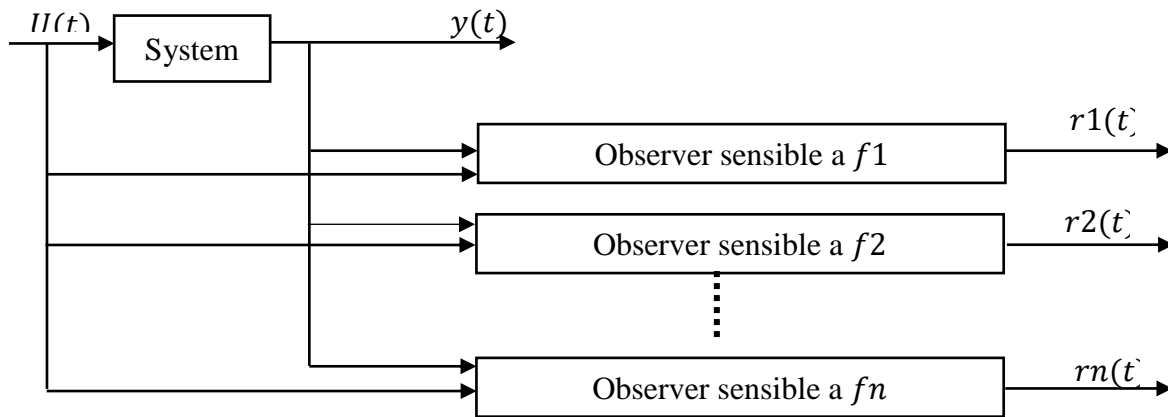 U(t)
System
y(t)
Observer sensible a f1
r1(t)
Observer sensible a f2
r2(t)
Observer sensible a fn
rn(t)